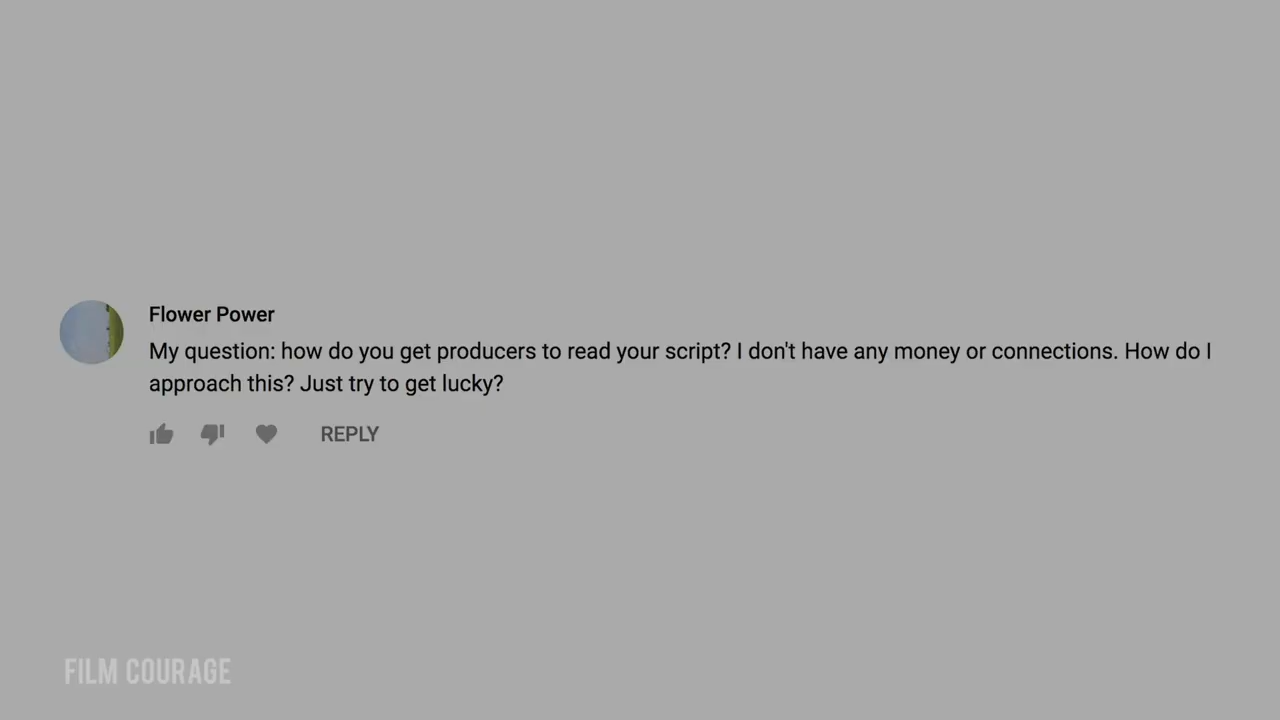 Flower Power
My question: how do you get producers to read your script? I don't have any money or connections. How do I
approach this? Just try to get lucky?
REPLY
FILM COURAGE